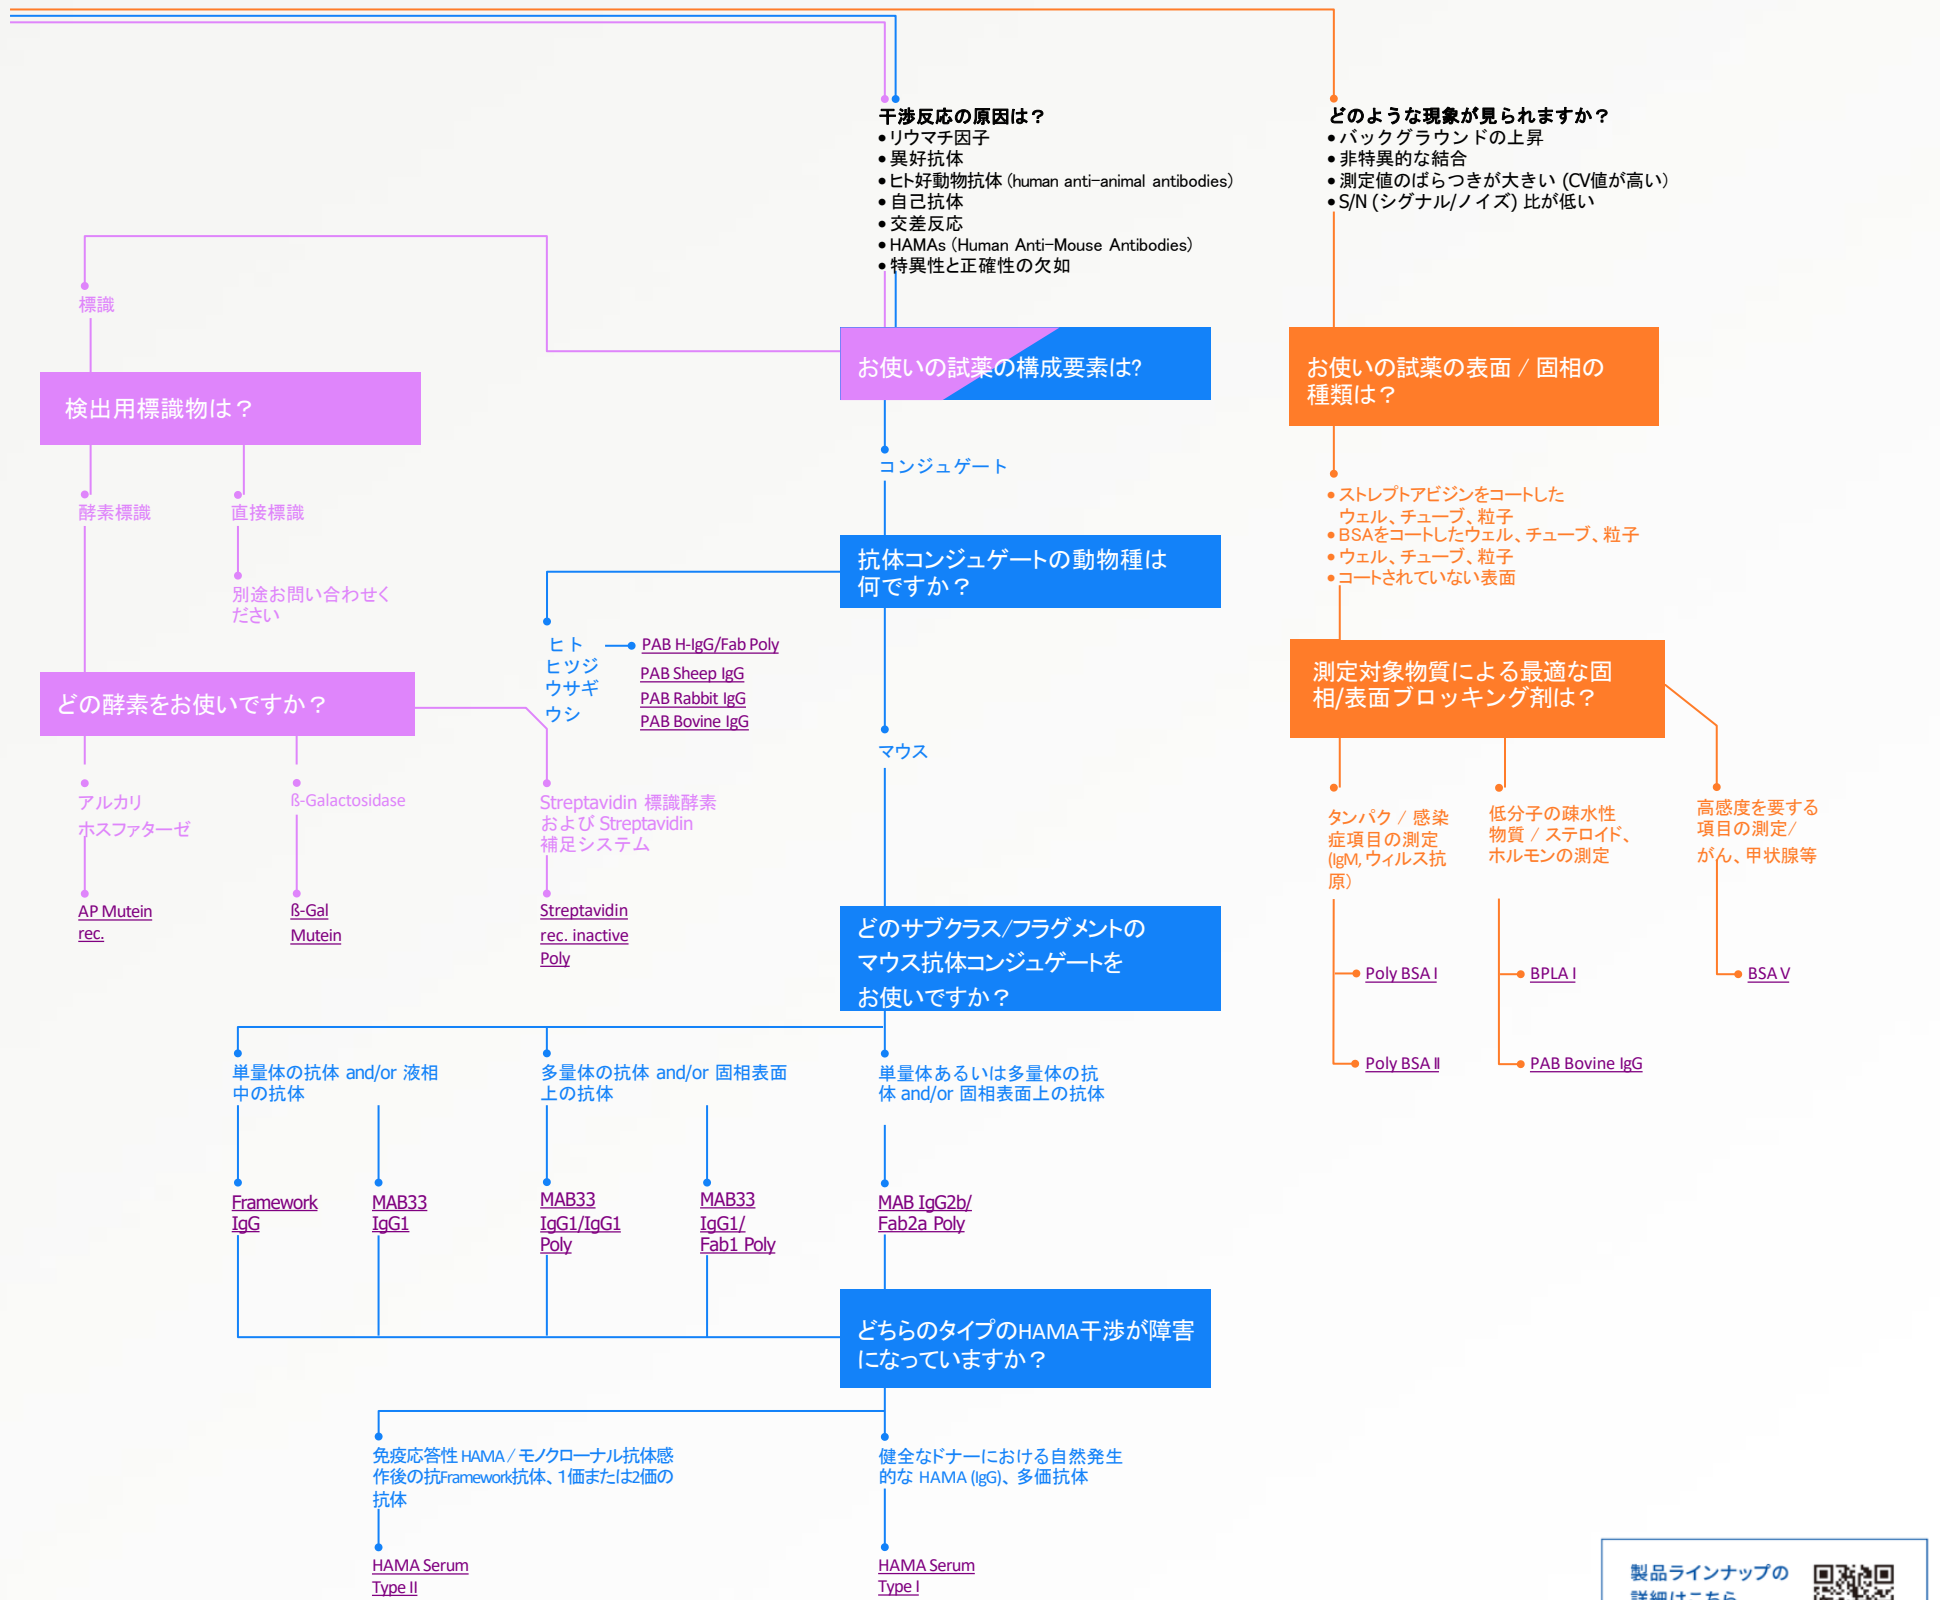 干渉反応の原因は？
• リウマチ因子
• 異好抗体
• ヒト好動物抗体 (human anti-animal antibodies)
• 自己抗体
• 交差反応
• HAMAs (Human Anti-Mouse Antibodies)
• 特異性と正確性の欠如
どのような現象が見られますか？
• バックグラウンドの上昇
• 非特異的な結合
• 測定値のばらつきが大きい (CV値が高い)
• S/N (シグナル/ノイズ) 比が低い
標識
お使いの試薬の構成要素は?
お使いの試薬の表面 / 固相の
種類は？
検出用標識物は？
コンジュゲート
酵素標識
直接標識
別途お問い合わせく
ださい
• ストレプトアビジンをコートした
ウェル、チューブ、粒子
• BSAをコートしたウェル、チューブ、粒子
• ウェル、チューブ、粒子
• コートされていない表面
抗体コンジュゲートの動物種は
何ですか？
ヒト
ヒツジ
ウサギ
ウシ
PAB H-IgG/Fab Poly
PAB Sheep IgG
PAB Rabbit IgG
PAB Bovine IgG
測定対象物質による最適な固
相/表面ブロッキング剤は？
どの酵素をお使いですか？
マウス
アルカリ
ホスファターゼ
ß-Galactosidase
Streptavidin 標識酵素
および Streptavidin
補足システム
タンパク / 感染
症項目の測定
(IgM, ウィルス抗
原)
低分子の疎水性
物質 / ステロイド、
ホルモンの測定
高感度を要する
項目の測定/
がん、甲状腺等
AP Mutein
rec.
ß-Gal
Mutein
Streptavidin
rec. inactive
Poly
どのサブクラス/フラグメントの
マウス抗体コンジュゲートを
お使いですか？
Poly BSA I
BPLA I
BSA V
Poly BSA II
PAB Bovine IgG
単量体の抗体 and/or 液相
中の抗体
多量体の抗体 and/or 固相表面
上の抗体
単量体あるいは多量体の抗
体 and/or 固相表面上の抗体
Framework
IgG
MAB33
IgG1
MAB33
IgG1/IgG1
Poly
MAB33
IgG1/
Fab1 Poly
MAB IgG2b/
Fab2a Poly
どちらのタイプのHAMA干渉が障害
になっていますか？
免疫応答性 HAMA / モノクローナル抗体感
作後の抗Framework抗体、1価または2価の
抗体
健全なドナーにおける自然発生
的な HAMA (IgG)、多価抗体
HAMA Serum
Type II
HAMA Serum
Type I
製品ラインナップの
詳細はこちら